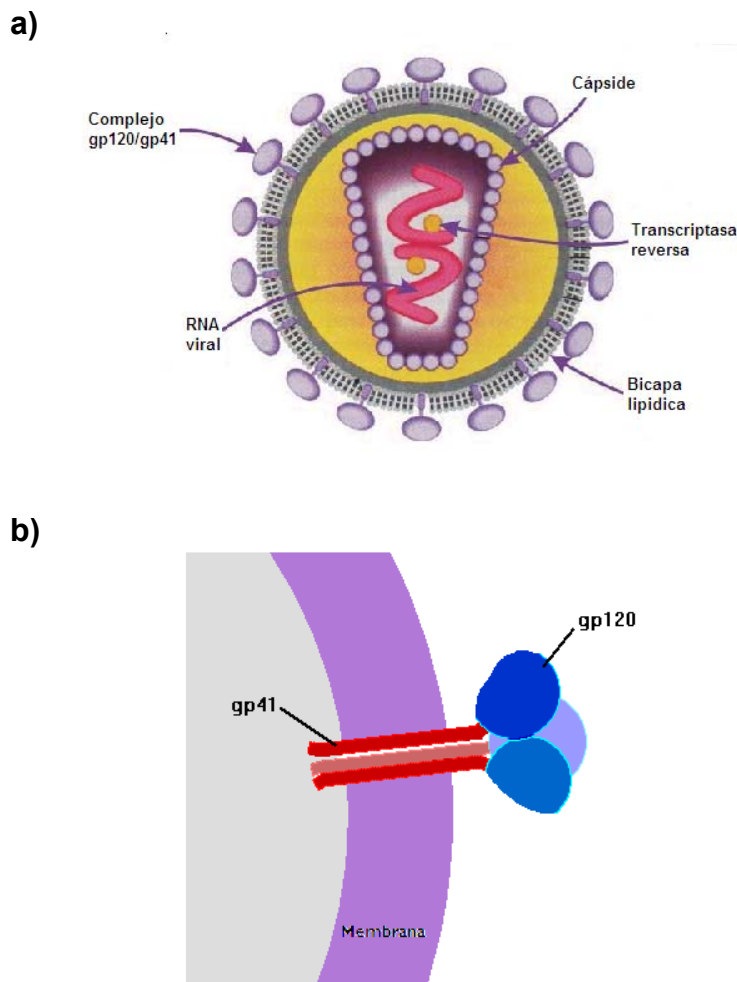 a)
Complejo
gp120/gp41
Cápside
Transcriptasa
reversa
RNA
viral
Bicapa
lipidica
b)
gp120
gp41
Membrana